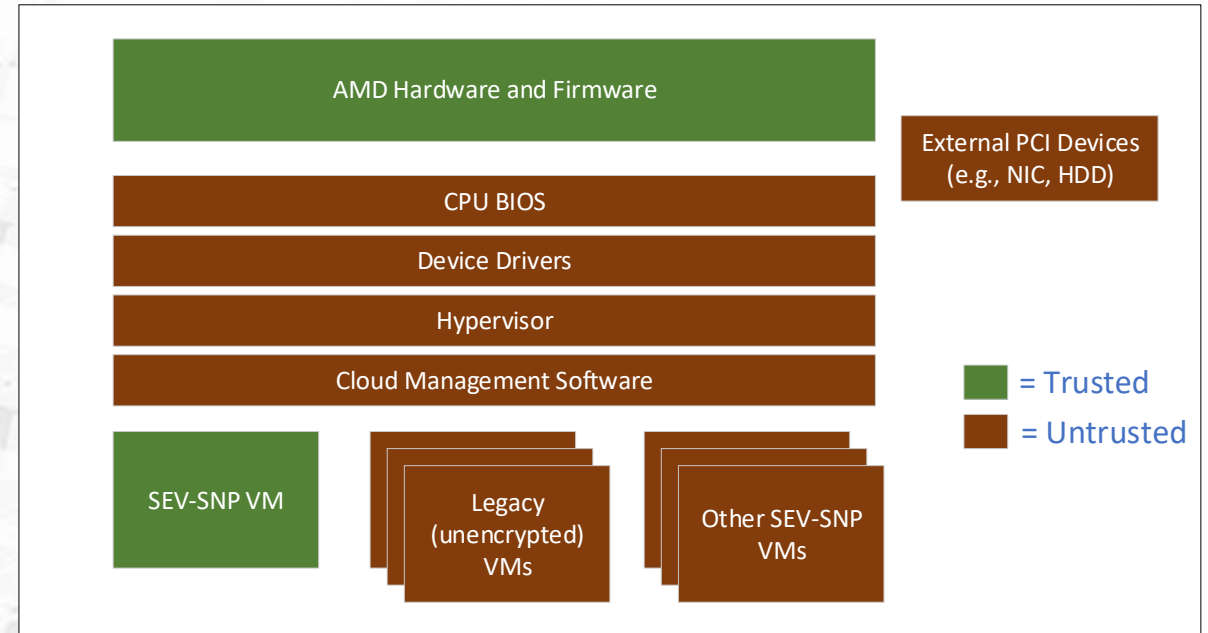 AMD Hardware and Firmware
External PCI Devices
(e.g., NIC, HDD)
CPU BIOS
Device Drivers
Hypervisor
Cloud Management Software
= Trusted
= Untrusted
SEV-SNP VM
Legacy
(unencrypted)
VMs
Other SEV-SNP
VMs